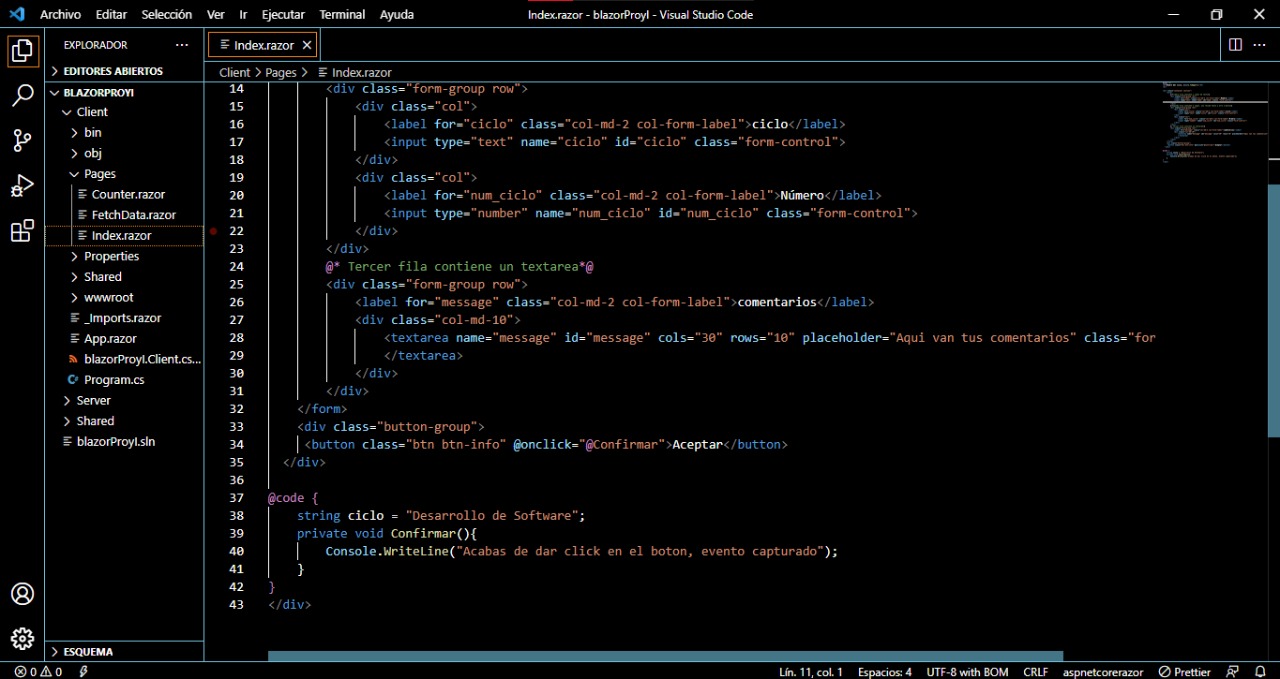 Archivo Editar Selección Ver Ir Ejecutar Terminal Ayuda Index.razor - blazorProyI - Visual Studio Code
EXPLORADOR
EDITORES ABIERTOS
BLAZORPROYI
Client
bin
obj
Pages
Counter.razor
FetchData.razor
Index.razor
Properties
Shared
wwwroot
_Imports.razor
App.razor
blazorProyI.Client.cs...
Program.cs
Server
Shared
blazorProyI.sln
ESQUEMA
Index.razor
Client > Pages > Index.razor
14 <div class="form-group row">
15 <div class="col">
16 <label for="ciclo" class="col-md-2 col-form-label">ciclo</label>
17 <input type="text" name="ciclo" id="ciclo" class="form-control">
18 </div>
19 <div class="col">
20 <label for="num_ciclo" class="col-md-2 col-form-label">Número</label>
21 <input type="number" name="num_ciclo" id="num_ciclo" class="form-control">
22 </div>
23 </div>
24 @* Tercer fila contiene un textarea*@
25 <div class="form-group row">
26 <label for="message" class="col-md-2 col-form-label">comentarios</label>
27 <div class="col-md-10">
28 <textarea name="message" id="message" cols="30" rows="10" placeholder="Aqui van tus comentarios" class="for
29 </textarea>
30 </div>
31 </div>
32 </form>
33 <div class="button-group">
34 <button class="btn btn-info" @onclick="@Confirmar">Aceptar</button>
35 </div>
36
37 @code {
38 string ciclo = "Desarrollo de Software";
39 private void Confirmar(){
40 Console.WriteLine("Acabas de dar click en el boton, evento capturado");
41 }
42 }
43 </div>
0 0 Lín. 11, col. 1 Espacios: 4 UTF-8 with BOM CRLF aspnetcorerazor Prettier